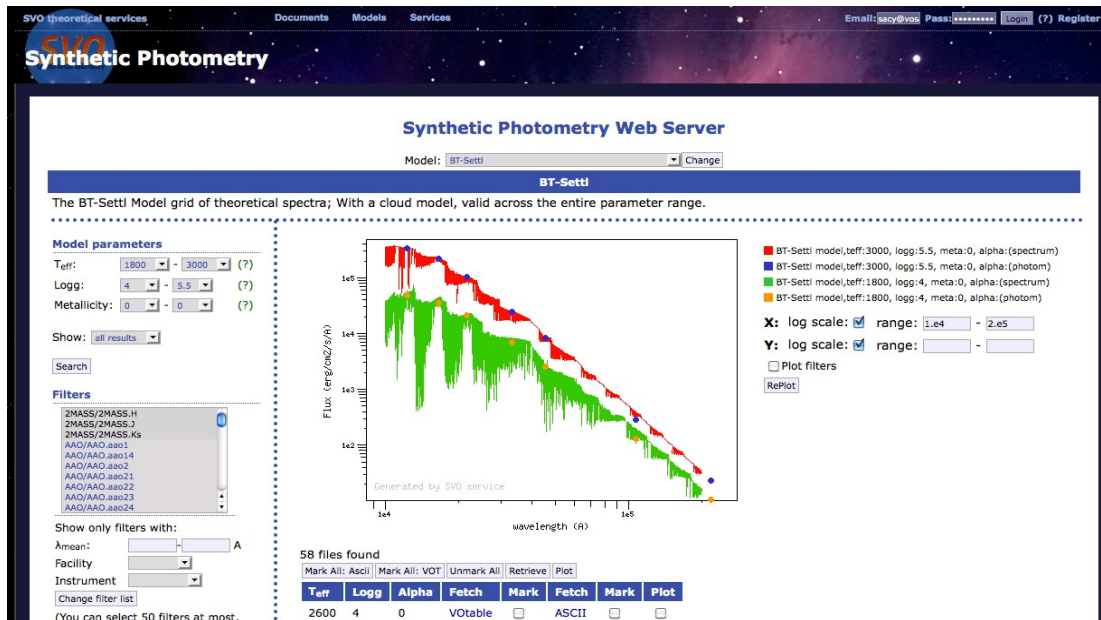 SVO theoretical services Documents Models Services Email: sacy@vos Pass: ••••••••• Login (?) Register
SVO
Synthetic Photometry
Synthetic Photometry Web Server
Model: BT-Settl Change
BT-Settl
The BT-Settl Model grid of theoretical spectra; With a cloud model, valid across the entire parameter range.
Model parameters
Teff: 1800 - 3000 (?)
Logg: 4 - 5.5 (?)
Metallicity: 0 - 0 (?)
Show: all results
Search
Filters
2MASS/2MASS.H
2MASS/2MASS.J
2MASS/2MASS.Ks
AAO/AAO.aao1
AAO/AAO.aao14
AAO/AAO.aao2
AAO/AAO.aao21
AAO/AAO.aao22
AAO/AAO.aao23
AAO/AAO.aao24
Show only filters with:
λmean: - A
Facility
Instrument
Change filter list
(You can select 50 filters at most.
Flux (erg/cm2/s/A)
1e5
1e4
1e3
1e2
Generated by SVO service
1e4 1e5
wavelength (A)
BT-Settl model,teff:3000, logg:5.5, meta:0, alpha:(spectrum)
BT-Settl model,teff:3000, logg:5.5, meta:0, alpha:(photom)
BT-Settl model,teff:1800, logg:4, meta:0, alpha:(spectrum)
BT-Settl model,teff:1800, logg:4, meta:0, alpha:(photom)
X: log scale: range: 1.e4 - 2.e5
Y: log scale: range: -
Plot filters
RePlot
58 files found
Mark All: Ascii Mark All: VOT Unmark All Retrieve Plot
Teff Logg Alpha Fetch Mark Fetch Mark Plot
2600 4 0 VOtable ASCII